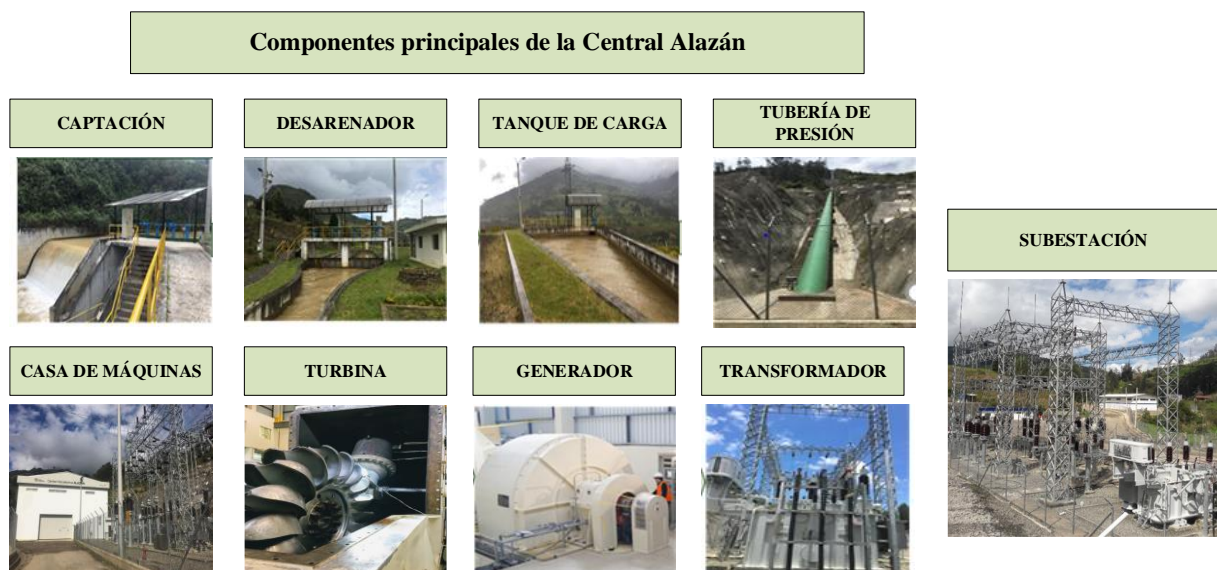 Componentes principales de la Central Alazán
CAPTACIÓN
DESARENADOR
TANQUE DE CARGA
TUBERÍA DE
PRESIÓN
SUBESTACIÓN
CASA DE MÁQUINAS
TURBINA
GENERADOR
TRANSFORMADOR